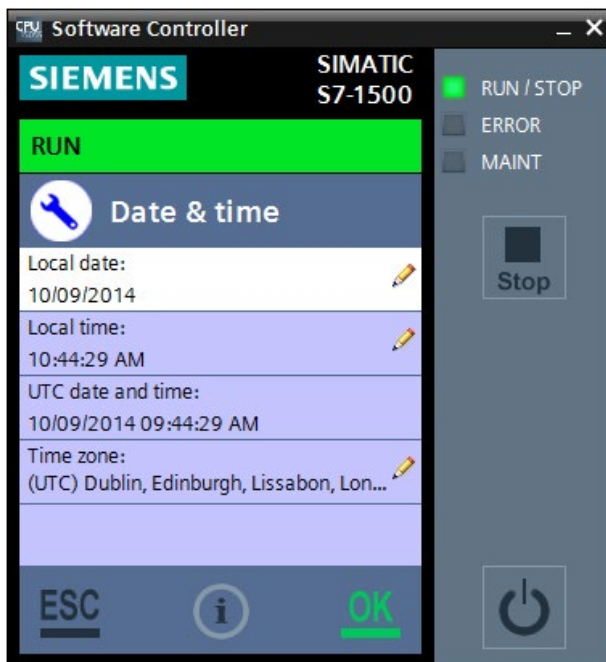 CPU
Software Controller
SIEMENS
SIMATIC
S7-1500
RUN / STOP
ERROR
MAINT
RUN
Date & time
Local date:
10/09/2014
Local time:
10:44:29 AM
UTC date and time:
10/09/2014 09:44:29 AM
Time zone:
(UTC) Dublin, Edinburgh, Lissabon, Lon...
Stop
ESC
i
OK